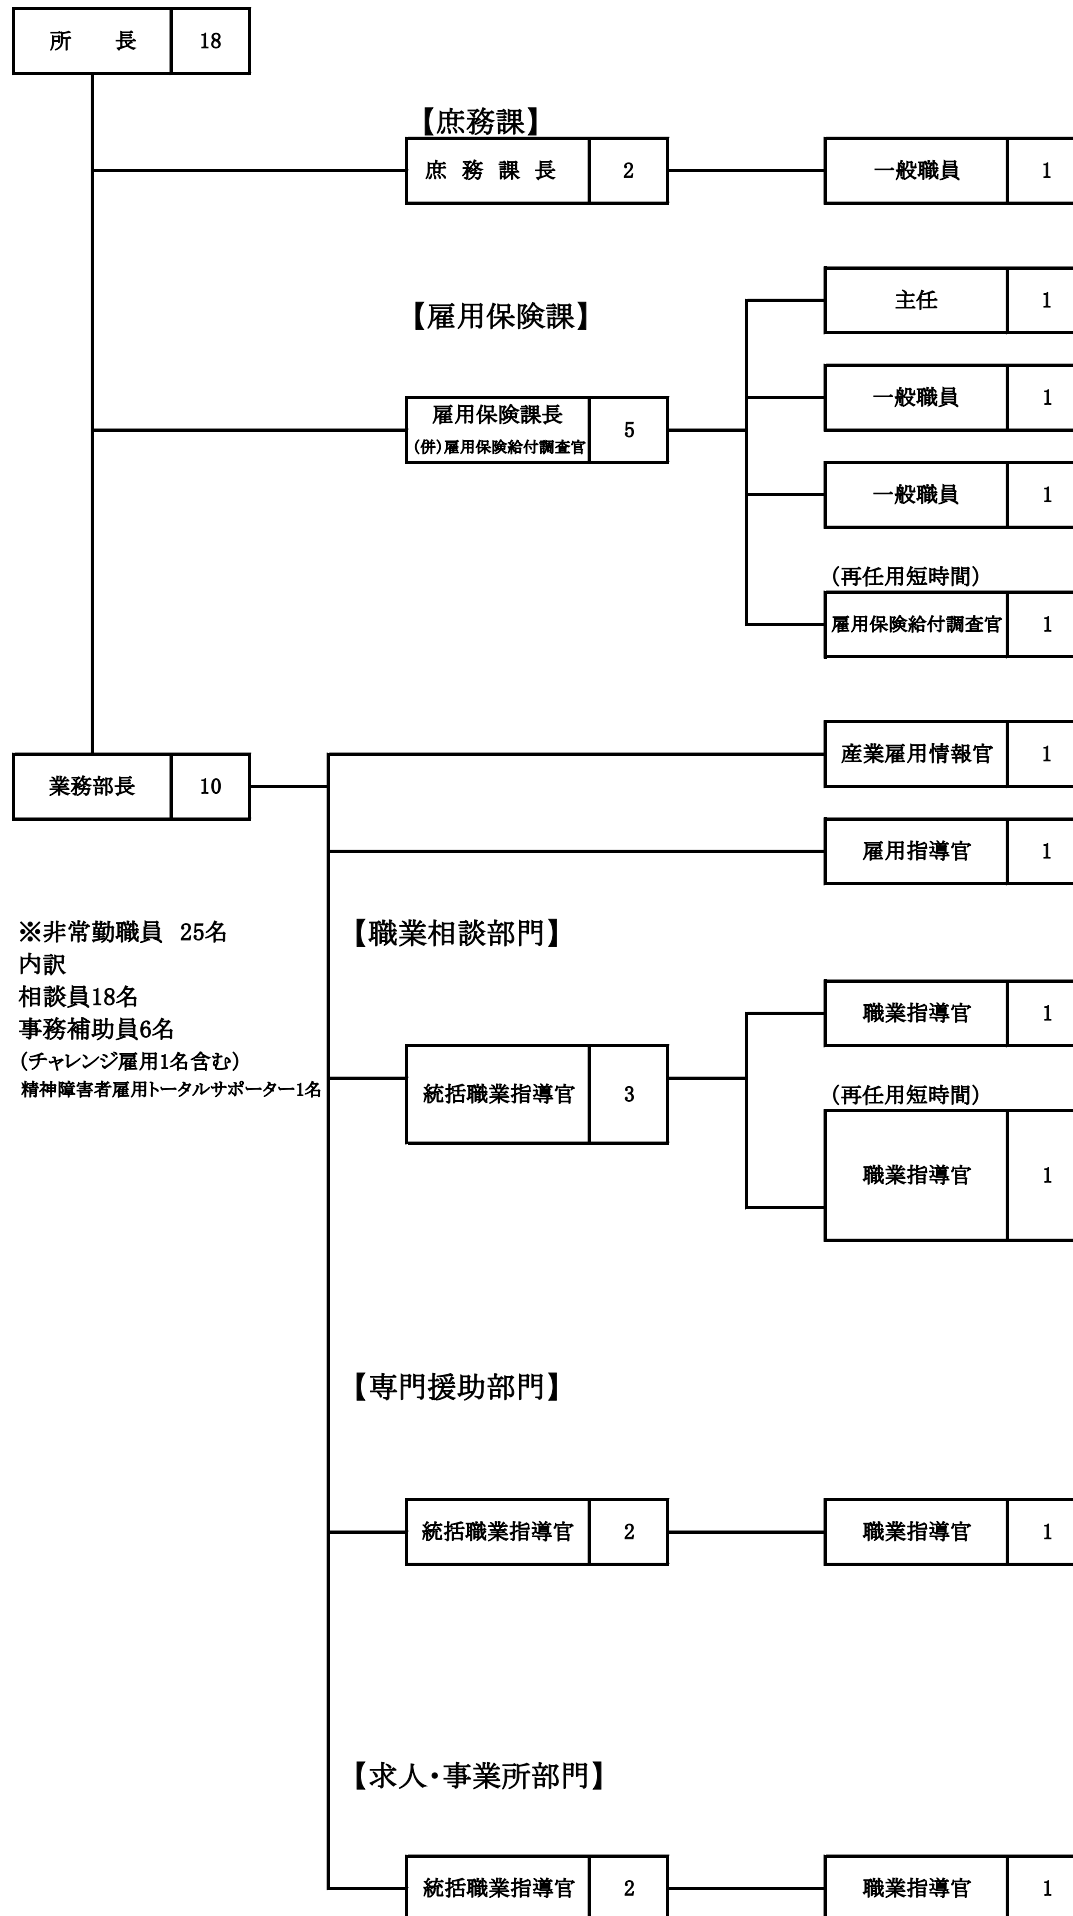 所　　長 18
【庶務課】
庶 務 課 長 2 一般職員 1
主任 1
【雇用保険課】
一般職員 1
雇用保険課長
(併)雇用保険給付調査官 5
一般職員 1
(再任用短時間)
雇用保険給付調査官 1
産業雇用情報官 1
業務部長 10
雇用指導官 1
※非常勤職員 25名
内訳
相談員18名
事務補助員6名
(チャレンジ雇用1名含む)
精神障害者雇用トータルサポーター1名
【職業相談部門】
職業指導官 1
統括職業指導官 3
(再任用短時間)
職業指導官 1
【専門援助部門】
統括職業指導官 2 職業指導官 1
【求人・事業所部門】
統括職業指導官 2 職業指導官 1